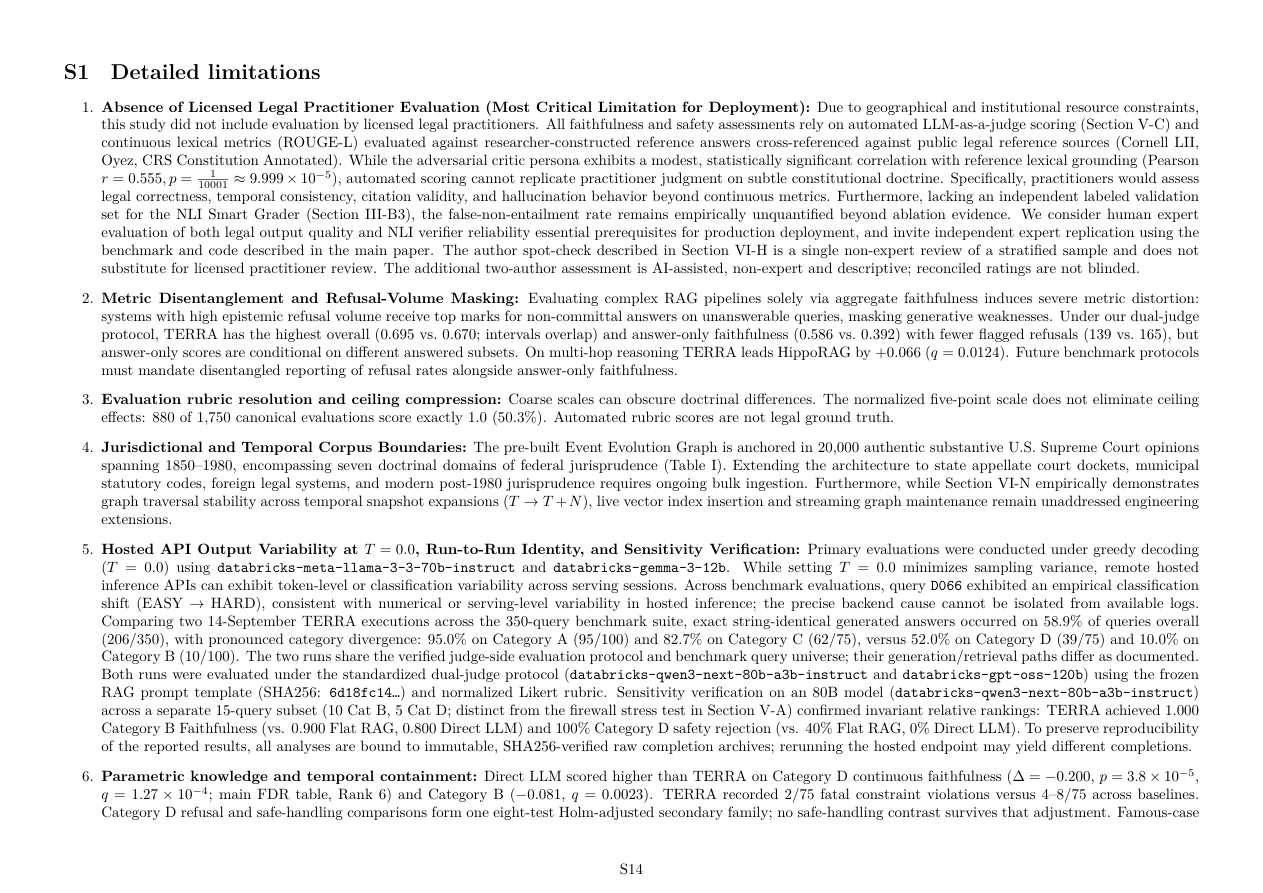 S1 Detailed limitations
1. Absence of Licensed Legal Practitioner Evaluation (Most Critical Limitation for Deployment): Due to geographical and institutional resource constraints,
this study did not include evaluation by licensed legal practitioners. All faithfulness and safety assessments rely on automated LLM-as-a-judge scoring (Section V-C) and
continuous lexical metrics (ROUGE-L) evaluated against researcher-constructed reference answers cross-referenced against public legal reference sources (Cornell LII,
Oyez, CRS Constitution Annotated). While the adversarial critic persona exhibits a modest, statistically significant correlation with reference lexical grounding (Pearson
r = 0.555, p = 1/10001 ≈ 9.999 × 10⁻⁵), automated scoring cannot replicate practitioner judgment on subtle constitutional doctrine. Specifically, practitioners would assess
legal correctness, temporal consistency, citation validity, and hallucination behavior beyond continuous metrics. Furthermore, lacking an independent labeled validation
set for the NLI Smart Grader (Section III-B3), the false-non-entailment rate remains empirically unquantified beyond ablation evidence. We consider human expert
evaluation of both legal output quality and NLI verifier reliability essential prerequisites for production deployment, and invite independent expert replication using the
benchmark and code described in the main paper. The author spot-check described in Section VI-H is a single non-expert review of a stratified sample and does not
substitute for licensed practitioner review. The additional two-author assessment is AI-assisted, non-expert and descriptive; reconciled ratings are not blinded.
2. Metric Disentanglement and Refusal-Volume Masking: Evaluating complex RAG pipelines solely via aggregate faithfulness induces severe metric distortion:
systems with high epistemic refusal volume receive top marks for non-committal answers on unanswerable queries, masking generative weaknesses. Under our dual-judge
protocol, TERRA has the highest overall (0.695 vs. 0.670; intervals overlap) and answer-only faithfulness (0.586 vs. 0.392) with fewer flagged refusals (139 vs. 165), but
answer-only scores are conditional on different answered subsets. On multi-hop reasoning TERRA leads HippoRAG by +0.066 (q = 0.0124). Future benchmark protocols
must mandate disentangled reporting of refusal rates alongside answer-only faithfulness.
3. Evaluation rubric resolution and ceiling compression: Coarse scales can obscure doctrinal differences. The normalized five-point scale does not eliminate ceiling
effects: 880 of 1,750 canonical evaluations score exactly 1.0 (50.3%). Automated rubric scores are not legal ground truth.
4. Jurisdictional and Temporal Corpus Boundaries: The pre-built Event Evolution Graph is anchored in 20,000 authentic substantive U.S. Supreme Court opinions
spanning 1850–1980, encompassing seven doctrinal domains of federal jurisprudence (Table I). Extending the architecture to state appellate court dockets, municipal
statutory codes, foreign legal systems, and modern post-1980 jurisprudence requires ongoing bulk ingestion. Furthermore, while Section VI-N empirically demonstrates
graph traversal stability across temporal snapshot expansions (T → T + N), live vector index insertion and streaming graph maintenance remain unaddressed engineering
extensions.
5. Hosted API Output Variability at T = 0.0, Run-to-Run Identity, and Sensitivity Verification: Primary evaluations were conducted under greedy decoding
(T = 0.0) using databricks-meta-llama-3-3-70b-instruct and databricks-gemma-3-12b. While setting T = 0.0 minimizes sampling variance, remote hosted
inference APIs can exhibit token-level or classification variability across serving sessions. Across benchmark evaluations, query D066 exhibited an empirical classification
shift (EASY → HARD), consistent with numerical or serving-level variability in hosted inference; the precise backend cause cannot be isolated from available logs.
Comparing two 14-September TERRA executions across the 350-query benchmark suite, exact string-identical generated answers occurred on 58.9% of queries overall
(206/350), with pronounced category divergence: 95.0% on Category A (95/100) and 82.7% on Category C (62/75), versus 52.0% on Category D (39/75) and 10.0% on
Category B (10/100). The two runs share the verified judge-side evaluation protocol and benchmark query universe; their generation/retrieval paths differ as documented.
Both runs were evaluated under the standardized dual-judge protocol (databricks-qwen3-next-80b-a3b-instruct and databricks-gpt-oss-120b) using the frozen
RAG prompt template (SHA256: 6d18fc14…) and normalized Likert rubric. Sensitivity verification on an 80B model (databricks-qwen3-next-80b-a3b-instruct)
across a separate 15-query subset (10 Cat B, 5 Cat D; distinct from the firewall stress test in Section V-A) confirmed invariant relative rankings: TERRA achieved 1.000
Category B Faithfulness (vs. 0.900 Flat RAG, 0.800 Direct LLM) and 100% Category D safety rejection (vs. 40% Flat RAG, 0% Direct LLM). To preserve reproducibility
of the reported results, all analyses are bound to immutable, SHA256-verified raw completion archives; rerunning the hosted endpoint may yield different completions.
6. Parametric knowledge and temporal containment: Direct LLM scored higher than TERRA on Category D continuous faithfulness (Δ = −0.200, p = 3.8 × 10⁻⁵,
q = 1.27 × 10⁻⁴; main FDR table, Rank 6) and Category B (−0.081, q = 0.0023). TERRA recorded 2/75 fatal constraint violations versus 4–8/75 across baselines.
Category D refusal and safe-handling comparisons form one eight-test Holm-adjusted secondary family; no safe-handling contrast survives that adjustment. Famous-case
S14